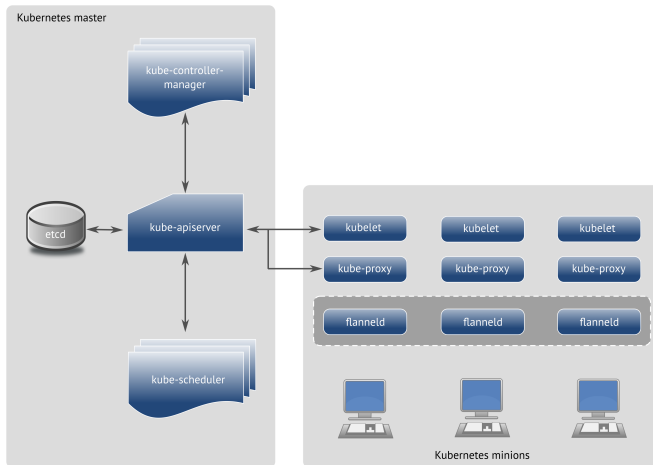 Kubernetes master
kube-controller-
manager
etcd
kube-apiserver
kube-scheduler
kubelet
kubelet
kubelet
kube-proxy
kube-proxy
kube-proxy
flanneld
flanneld
flanneld
Kubernetes minions